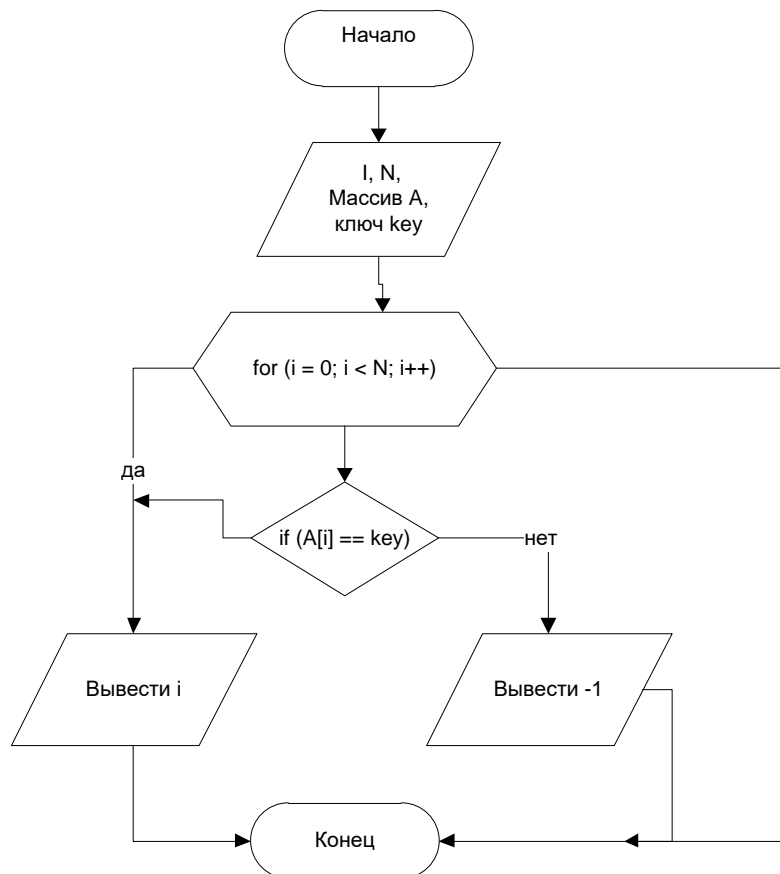 Начало
I, N,
Массив A,
ключ key
for (i = 0; i < N; i++)
да
if (A[i] == key)
нет
Вывести i
Вывести -1
Конец